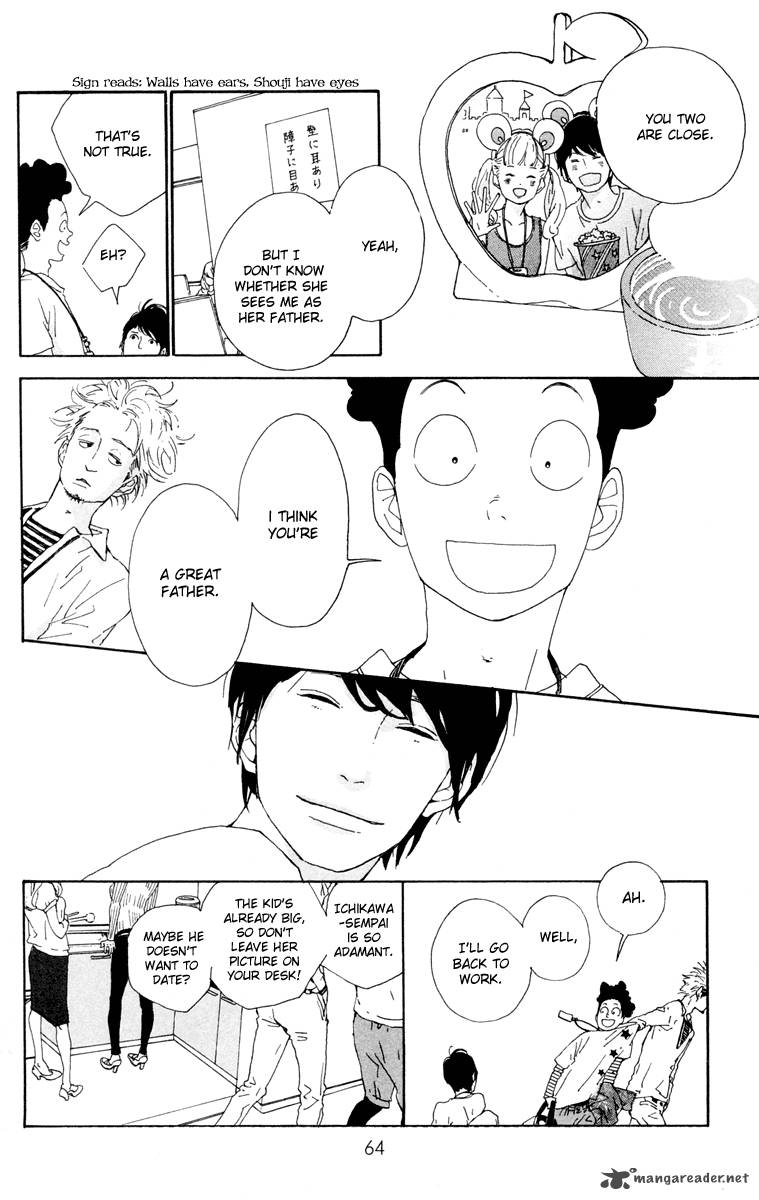 Sign reads: Walls have ears, Shouji have eyes
YOU TWO
ARE CLOSE.
壁に耳あり
障子に目あ
YEAH,
BUT I
DON'T KNOW
WHETHER SHE
SEES ME AS
HER FATHER.
THAT'S
NOT TRUE.
EH?
I THINK
YOU'RE
A GREAT
FATHER.
AH.
WELL,
I'LL GO
BACK TO
WORK.
ICHIKAWA
-SEMPAI
IS SO
ADAMANT.
THE KID'S
ALREADY BIG,
SO DON'T
LEAVE HER
PICTURE ON
YOUR DESK!
MAYBE HE
DOESN'T
WANT TO
DATE?
64
mangareader.net